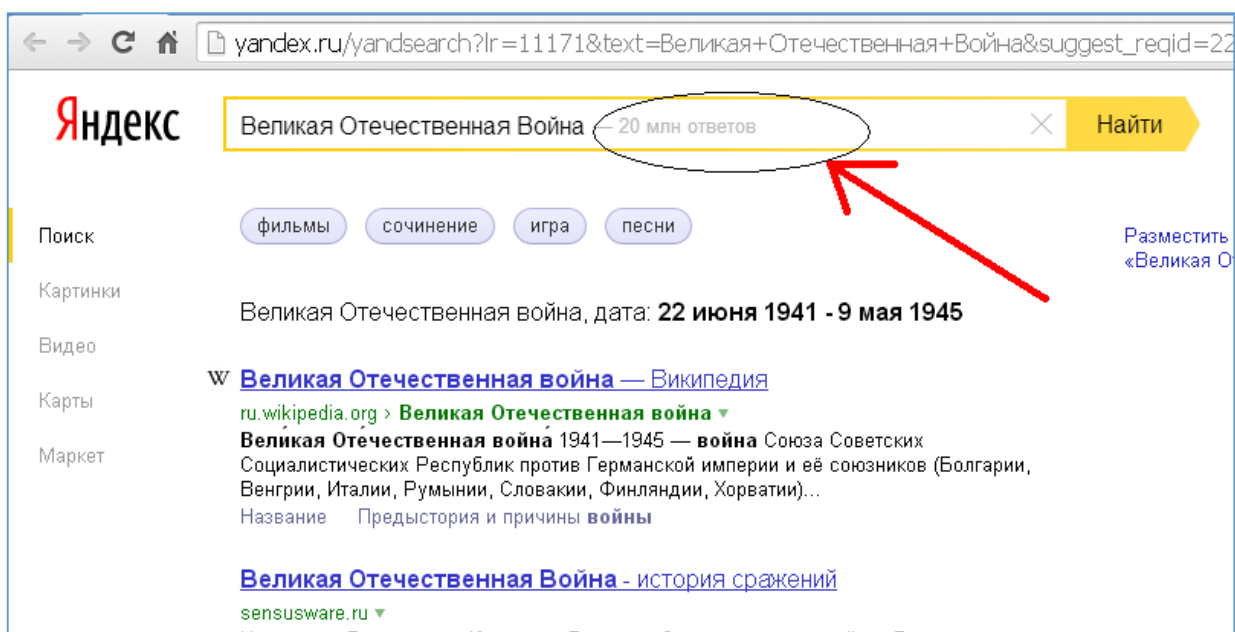 yandex.ru/yandsearch?lr=11171&text=Великая+Отечественная+Война&suggest_reqid=22
Яндекс
Великая Отечественная Война — 20 млн ответов
Найти
фильмы сочинение игра песни
Поиск
Картинки
Видео
Карты
Маркет
Разместить
«Великая О
Великая Отечественная война, дата: 22 июня 1941 - 9 мая 1945
W Великая Отечественная война — Википедия
ru.wikipedia.org › Великая Отечественная война
Вели́кая Оте́чественная война́ 1941—1945 — война Союза Советских
Социалистических Республик против Германской империи и её союзников (Болгарии,
Венгрии, Италии, Румынии, Словакии, Финляндии, Хорватии)...
Название Предыстория и причины войны
Великая Отечественная Война - история сражений
sensusware.ru